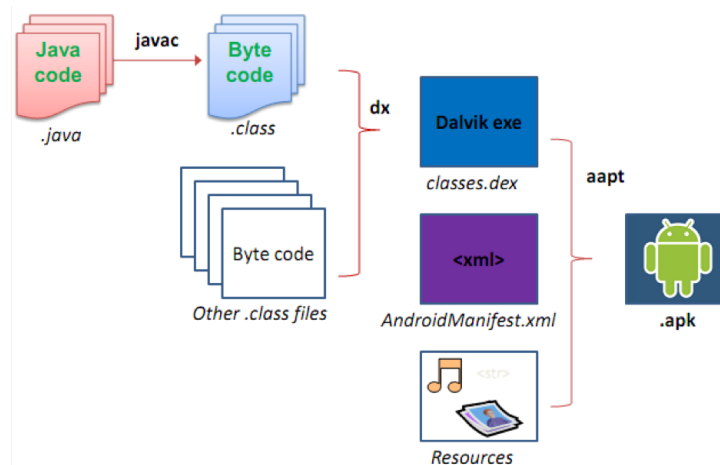 Java
code
.java
javac
Byte
code
.class
Byte code
Other .class files
dx
Dalvik exe
classes.dex
<xml>
AndroidManifest.xml
<str>
Resources
aapt
.apk